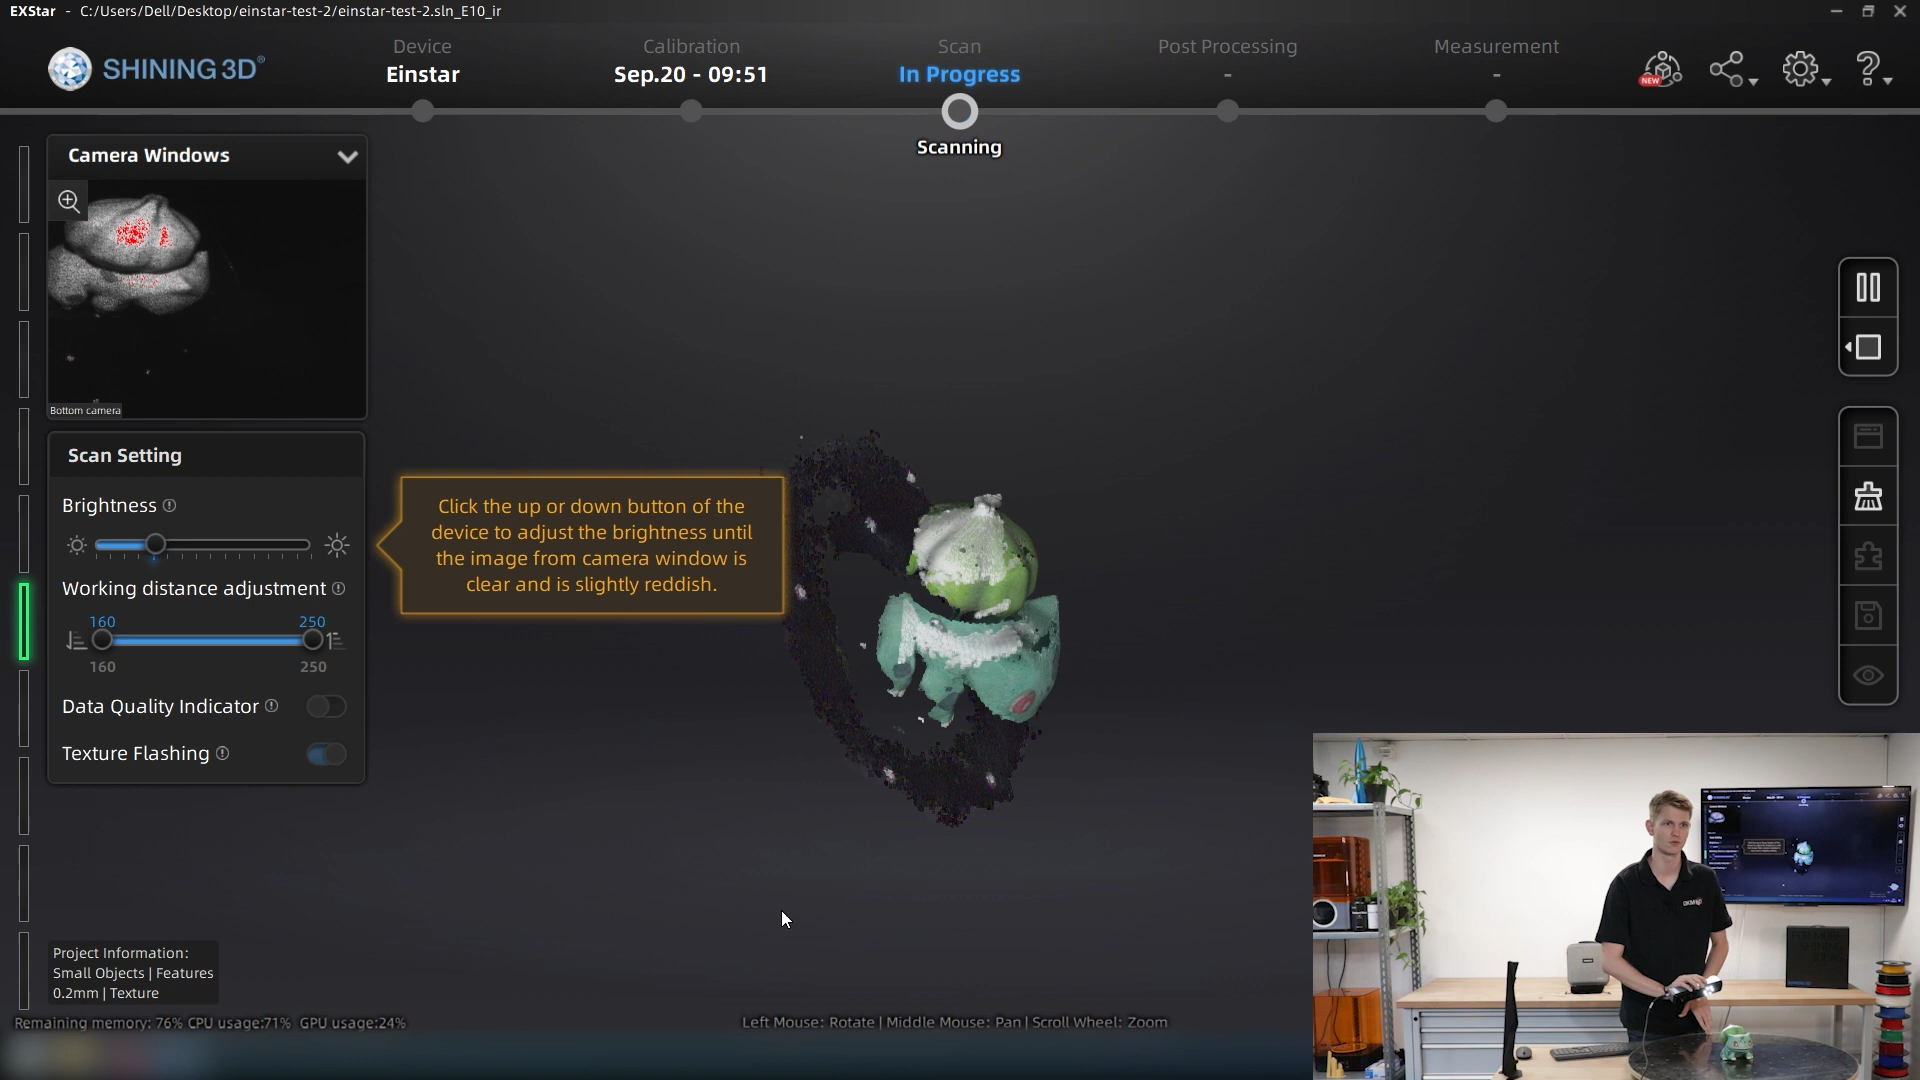 EXStar - C:/Users/Dell/Desktop/einstar-test-2/einstar-test-2.sln_E10_ir
SHINING 3D®
Device
Einstar
Calibration
Sep.20 - 09:51
Scan
In Progress
Scanning
Post Processing
-
Measurement
-
NEW
Camera Windows
Bottom camera
Scan Setting
Brightness
Working distance adjustment
160 250
160 250
Data Quality Indicator
Texture Flashing
Click the up or down button of the
device to adjust the brightness until
the image from camera window is
clear and is slightly reddish.
Project Information:
Small Objects | Features
0.2mm | Texture
Remaining memory: 76% CPU usage:71% GPU usage:24%
Left Mouse: Rotate | Middle Mouse: Pan | Scroll Wheel: Zoom